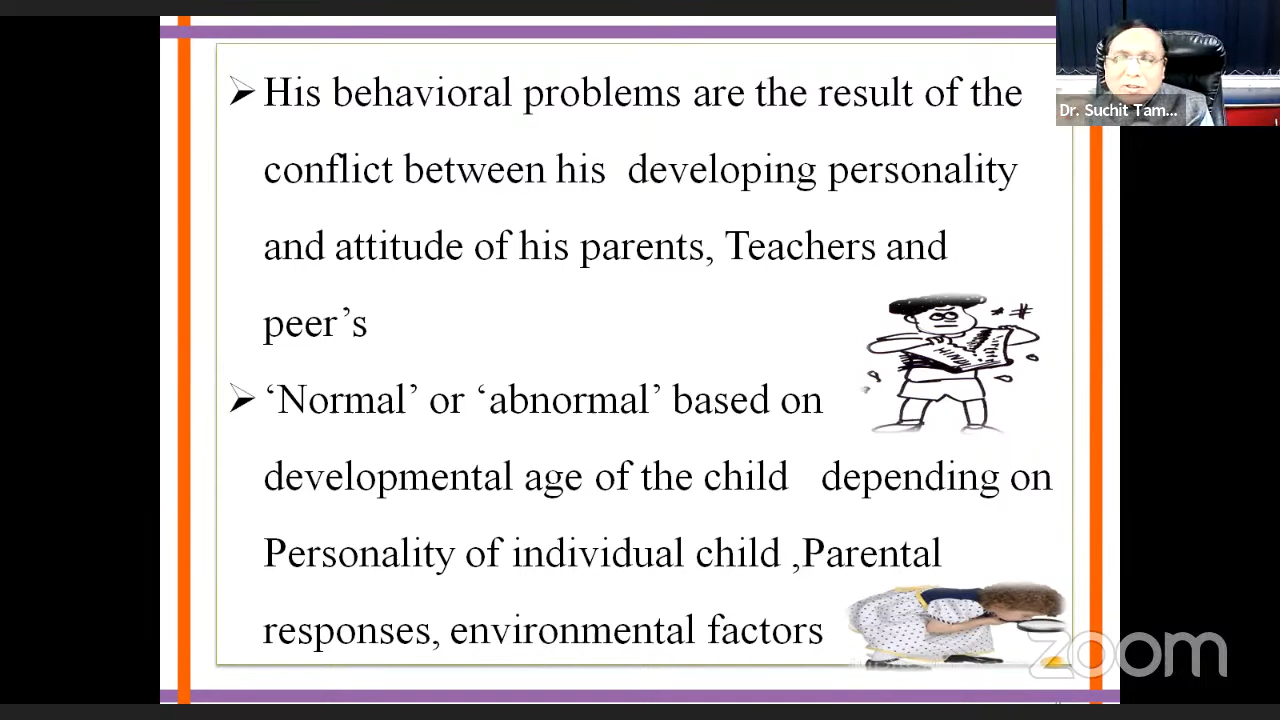 ➢ His behavioral problems are the result of the
conflict between his developing personality
and attitude of his parents, Teachers and
peer’s
➢ ‘Normal’ or ‘abnormal’ based on
developmental age of the child depending on
Personality of individual child ,Parental
responses, environmental factors
Dr. Suchit Tam...
zoom